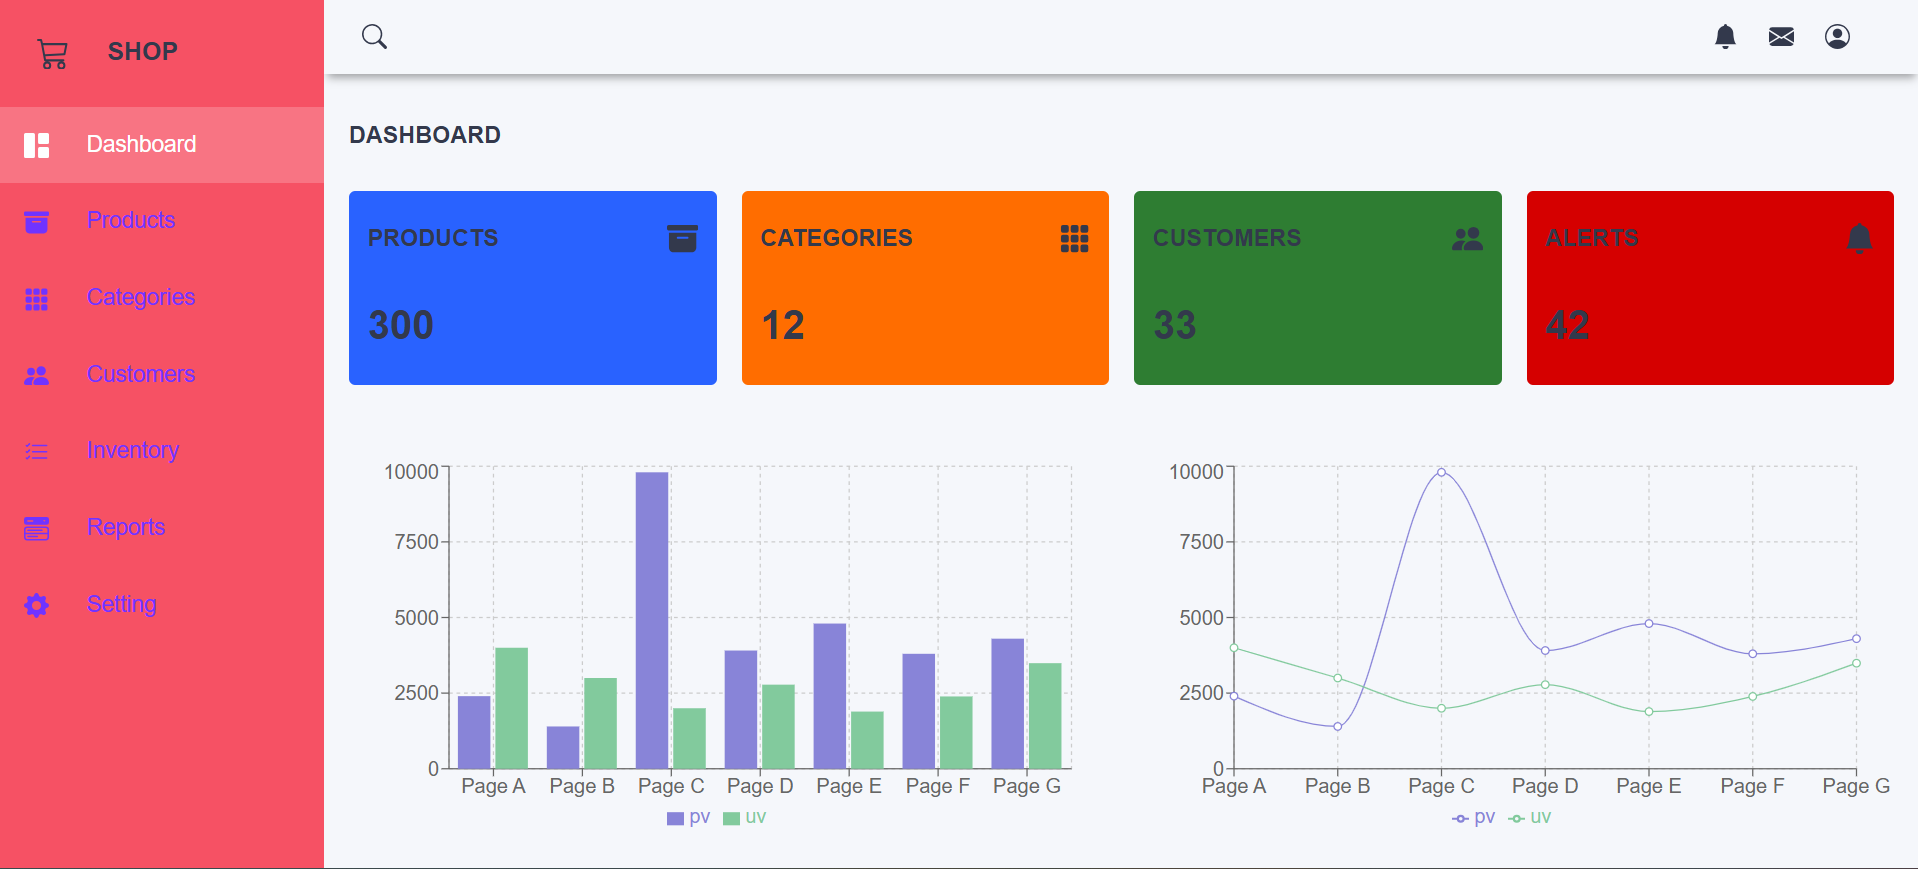 SHOP
Dashboard
Products
Categories
Customers
Inventory
Reports
Setting
DASHBOARD
PRODUCTS
300
CATEGORIES
12
CUSTOMERS
33
ALERTS
42
10000
7500
5000
2500
0
Page A Page B Page C Page D Page E Page F Page G
pv uv
10000
7500
5000
2500
0
Page A Page B Page C Page D Page E Page F Page G
pv uv